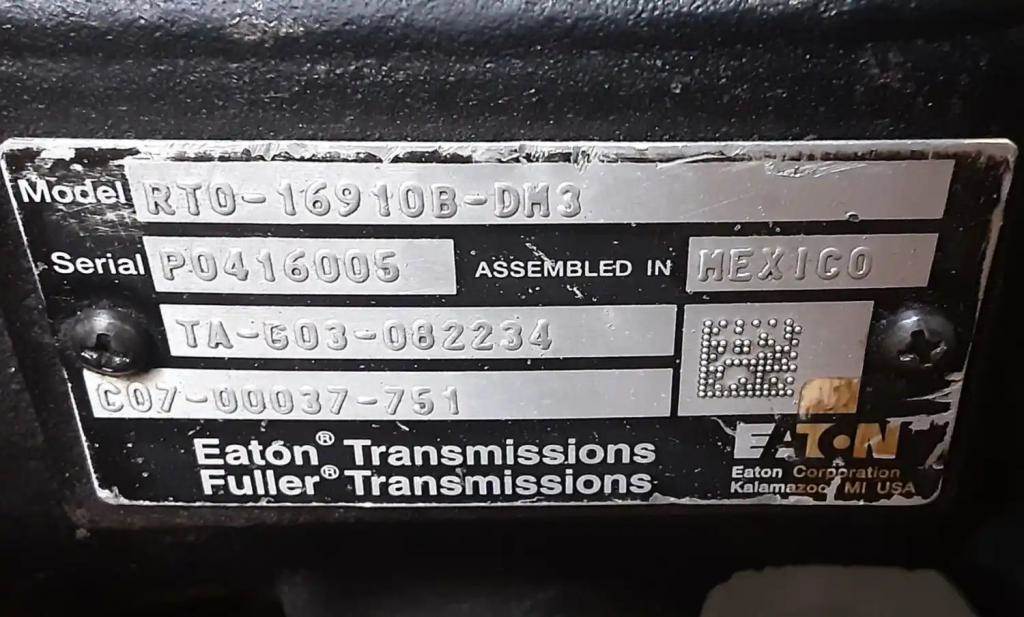 Model RTO-16910B-DM3
Serial P0416005 ASSEMBLED IN MEXICO
TA-G03-082234
C07-00037-751
Eaton® Transmissions
Fuller® Transmissions
EATON
Eaton Corporation
Kalamazoo MI USA